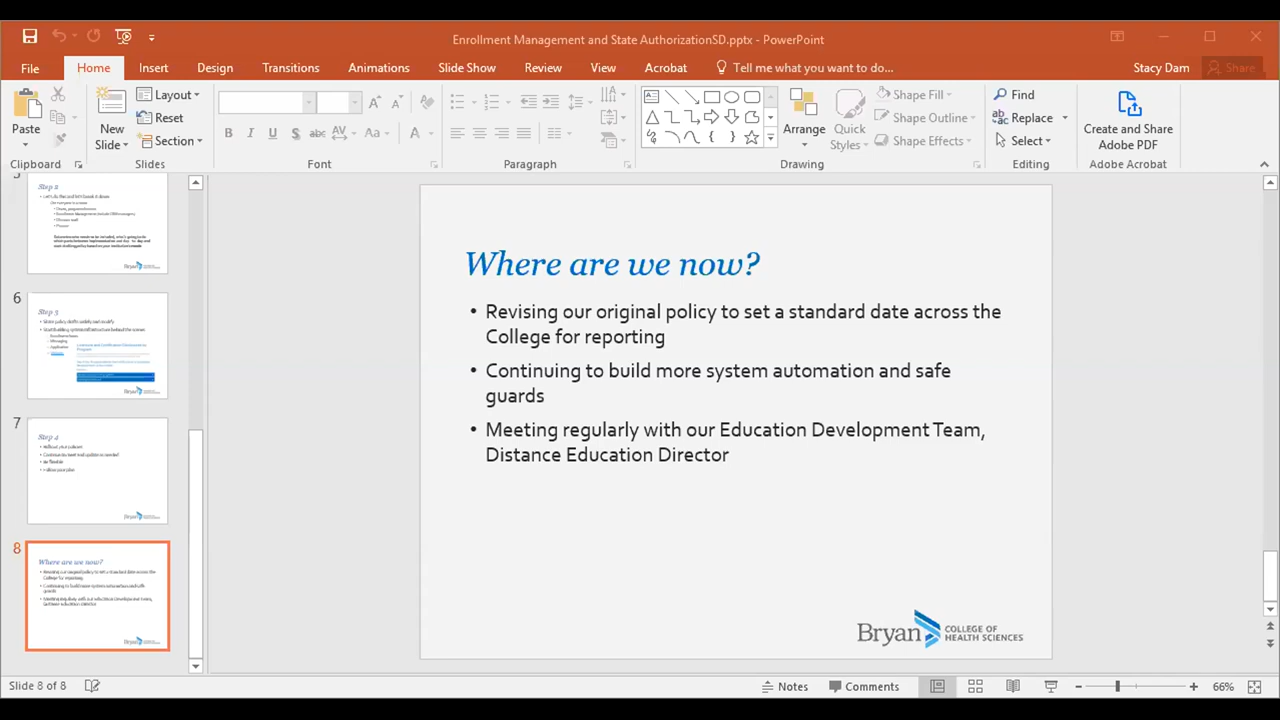 Enrollment Management and State AuthorizationSD.pptx - PowerPoint
File Home Insert Design Transitions Animations Slide Show Review View Acrobat Tell me what you want to do... Stacy Dam Share
Paste
Clipboard
New
Slide
Layout
Reset
Section
Slides
B I U S abc AV Aa A
Font
Paragraph
Arrange
Quick
Styles
Shape Fill
Shape Outline
Shape Effects
Drawing
Find
Replace
Select
Editing
Create and Share
Adobe PDF
Adobe Acrobat
5
Step 2
6
Step 3
7
Step 4
8
Where are we now?
Where are we now?
• Revising our original policy to set a standard date across the
College for reporting
• Continuing to build more system automation and safe
guards
• Meeting regularly with our Education Development Team,
Distance Education Director
Bryan COLLEGE OF
HEALTH SCIENCES
Slide 8 of 8
Notes Comments 66%